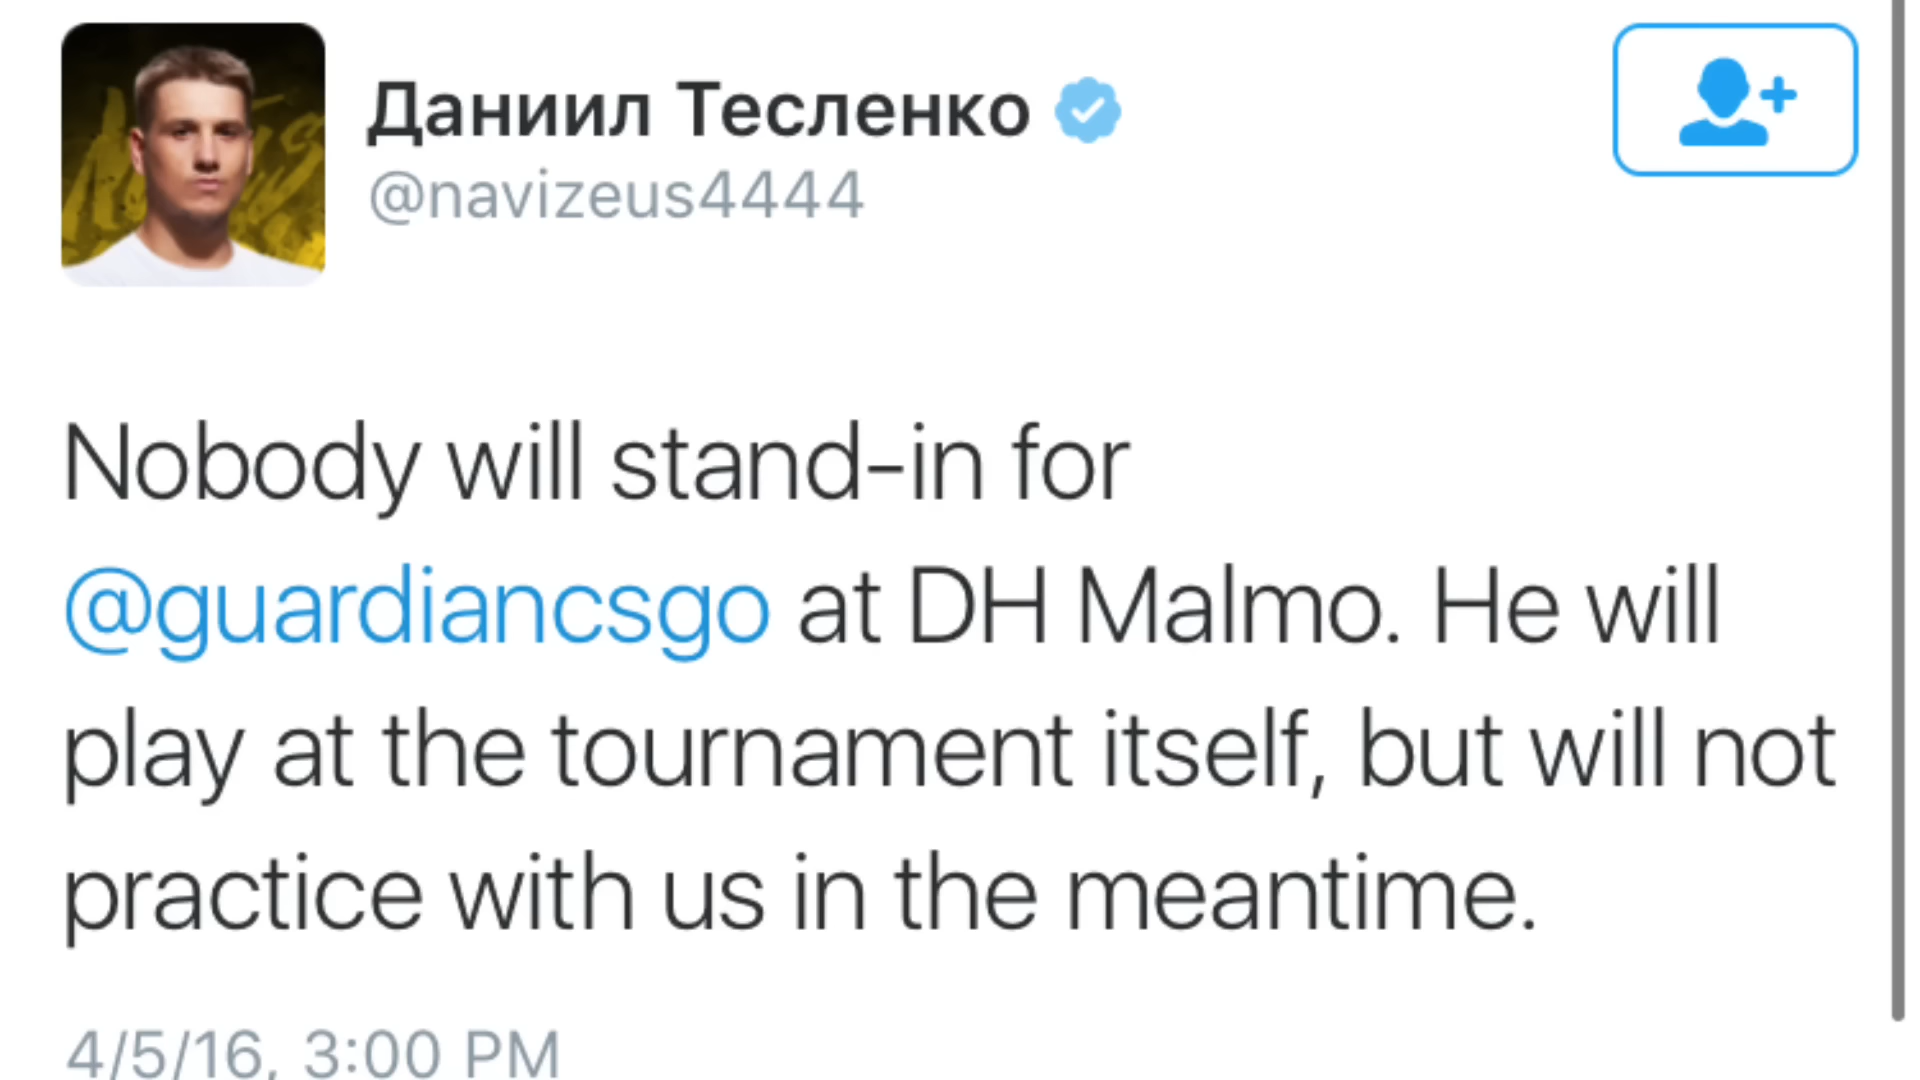 Даниил Тесленко
@navizeus4444
Nobody will stand-in for
@guardiancsgo at DH Malmo. He will
play at the tournament itself, but will not
practice with us in the meantime.
4/5/16, 3:00 PM